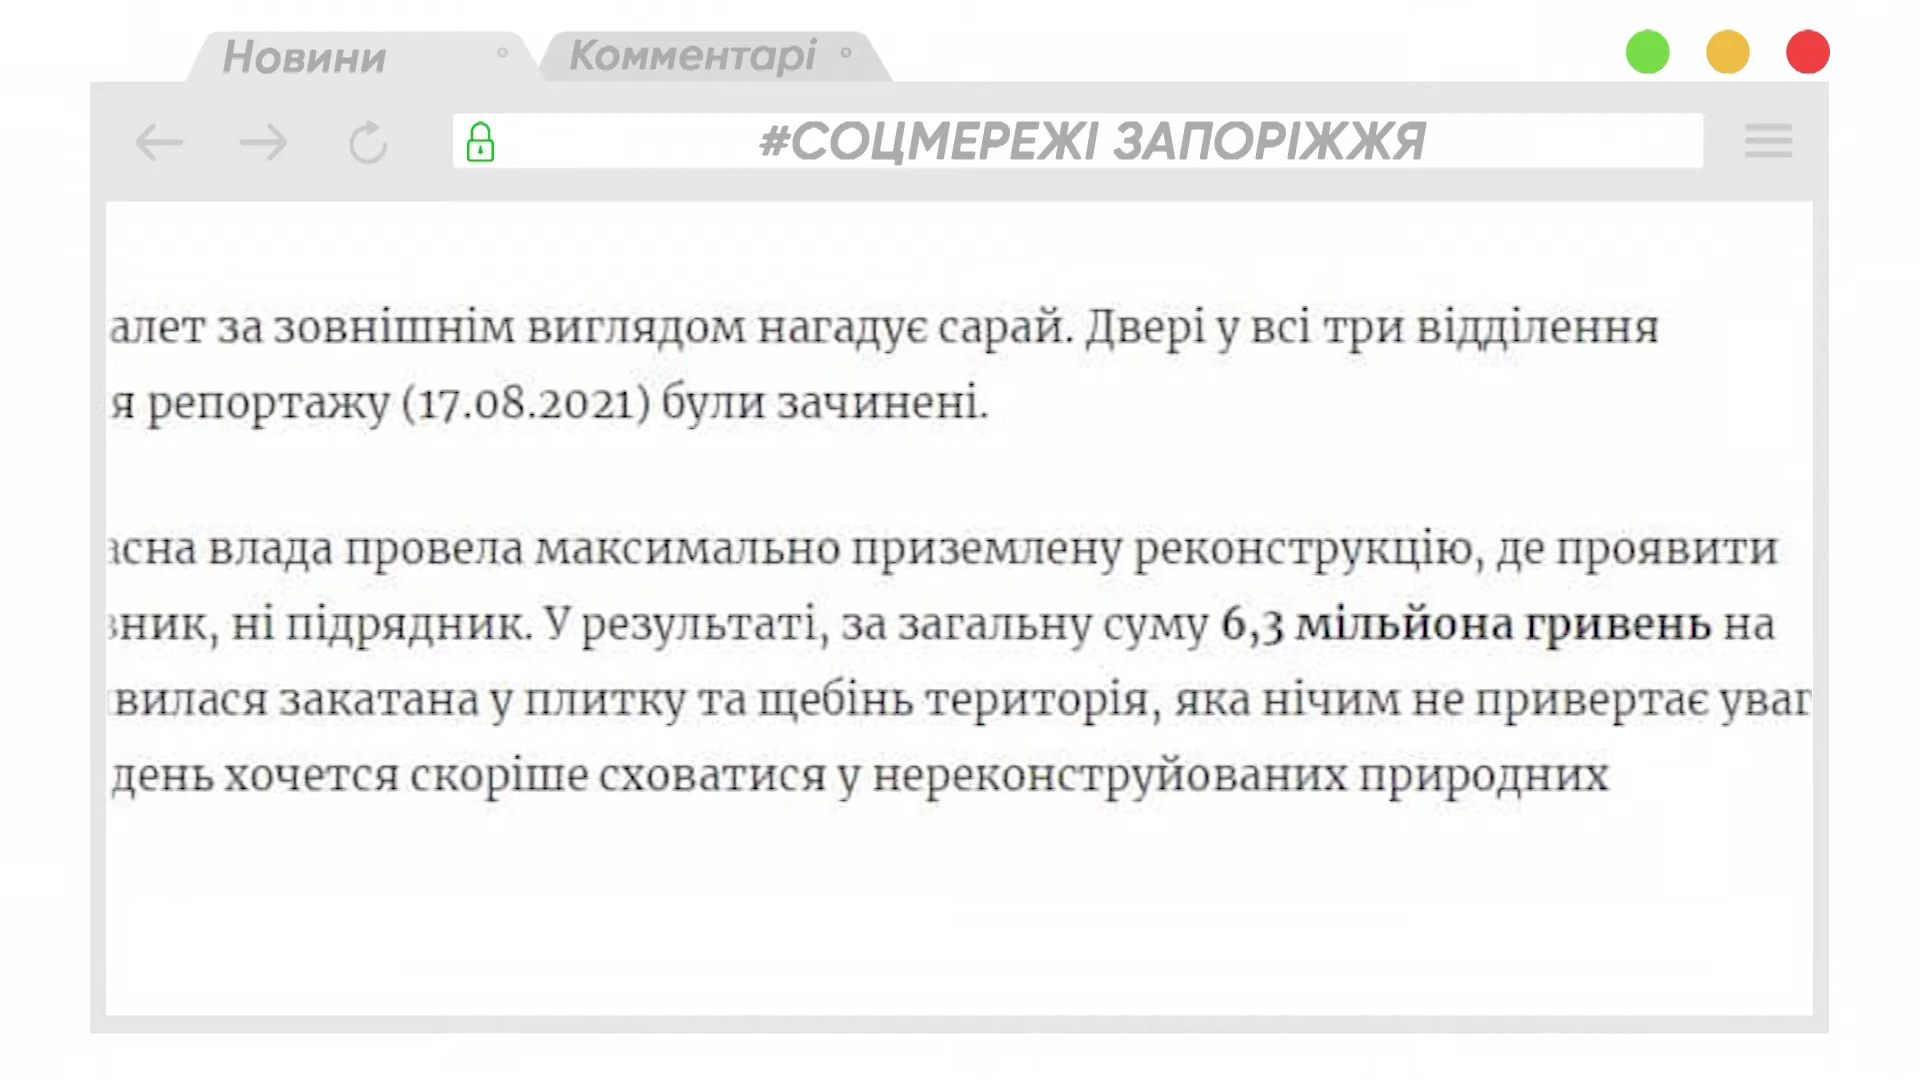 Новини
Комментарі
#СОЦМЕРЕЖІ ЗАПОРІЖЖЯ
алет за зовнішнім виглядом нагадує сарай. Двері у всі три відділення
я репортажу (17.08.2021) були зачинені.
асна влада провела максимально приземлену реконструкцію, де проявити
вник, ні підрядник. У результаті, за загальну суму 6,3 мільйона гривень на
вилася закатана у плитку та щебінь територія, яка нічим не привертає уваг
день хочется скоріше сховатися у нереконструйованих природних